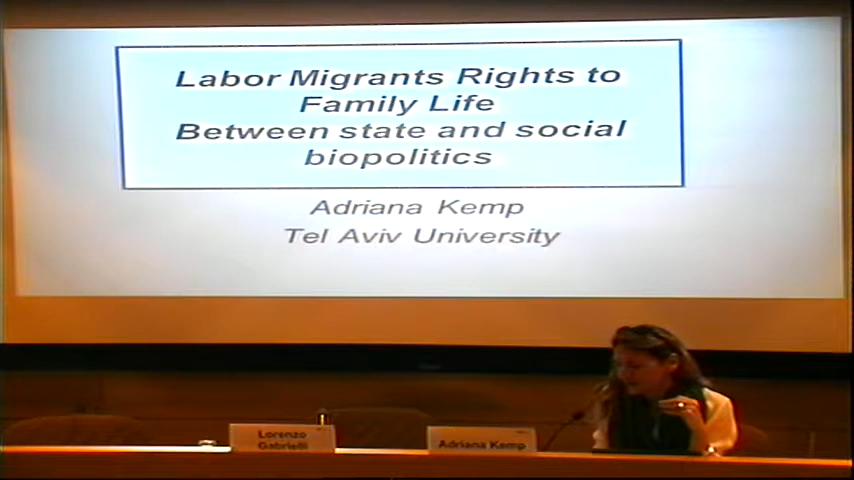 Labor Migrants Rights to
Family Life
Between state and social
biopolitics
Adriana Kemp
Tel Aviv University
Lorenzo
Gabrielli
Adriana Kemp